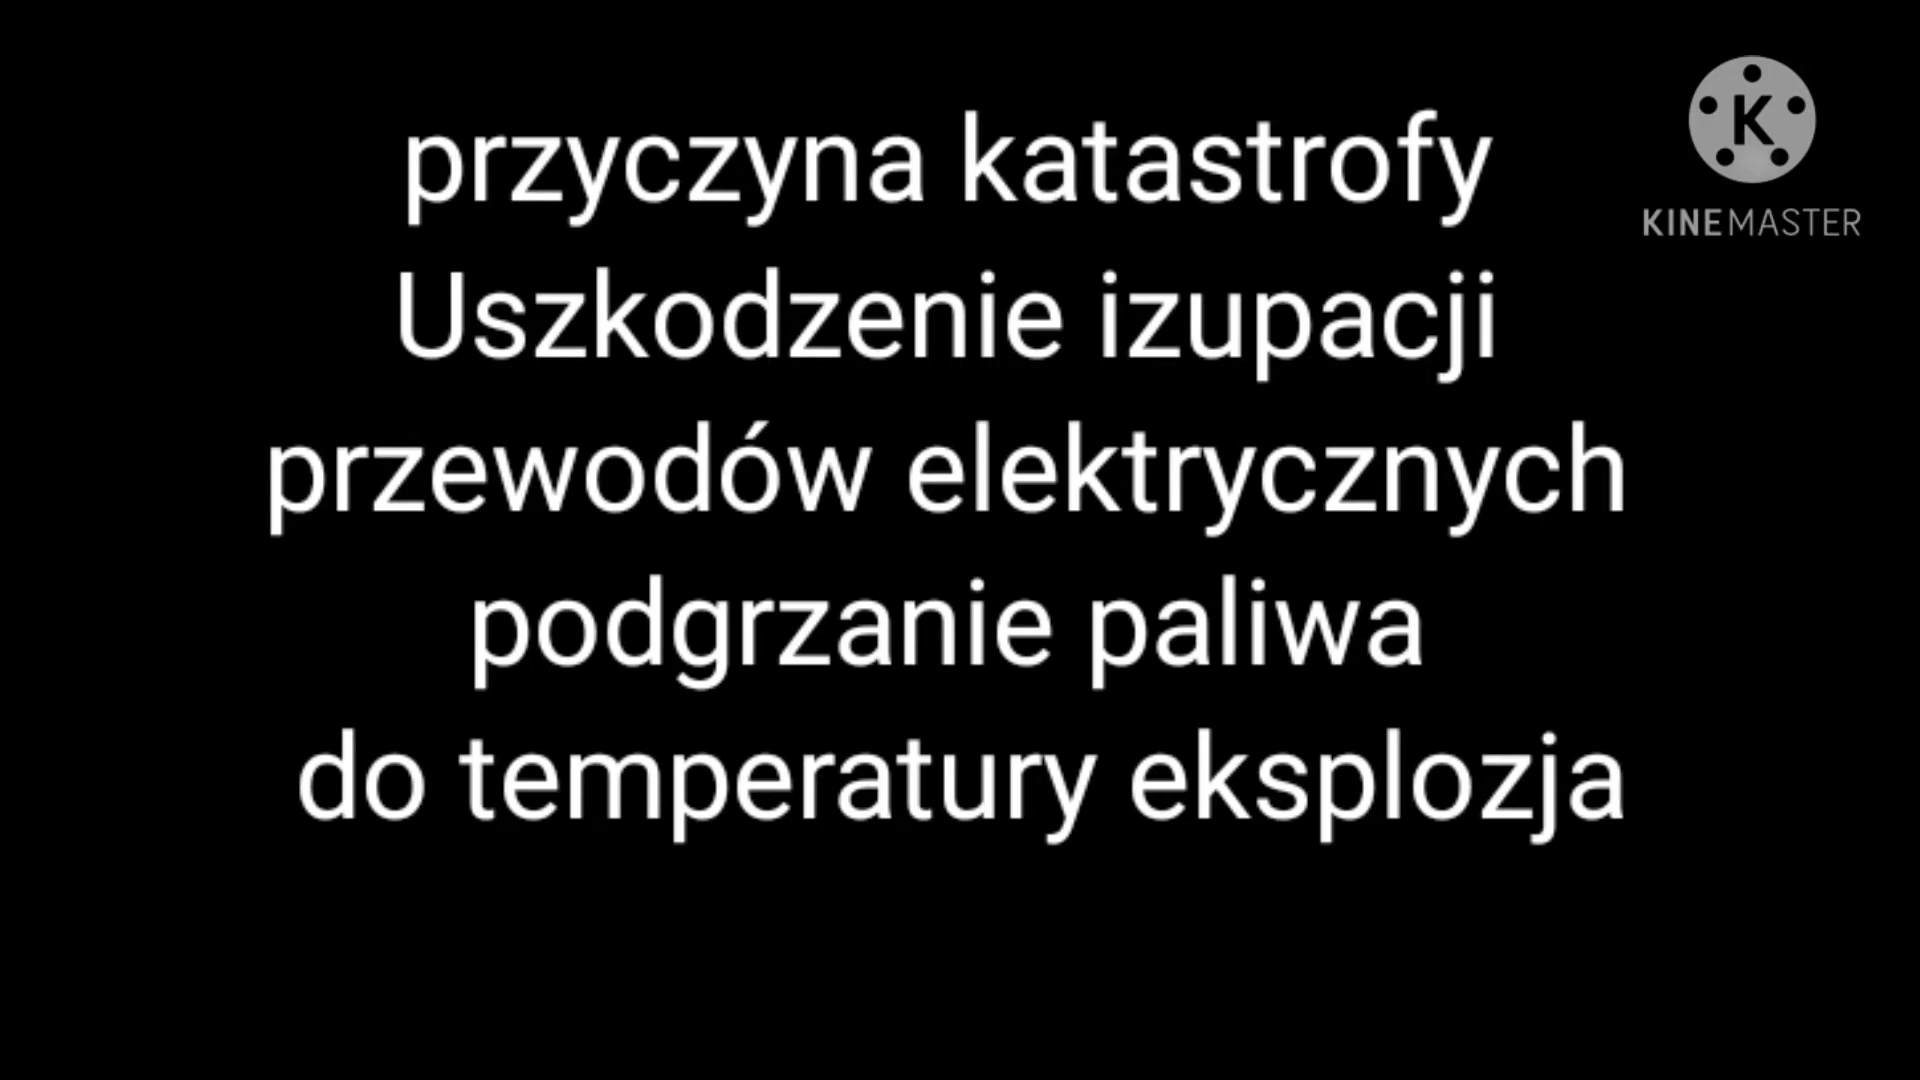 przyczyna katastrofy
Uszkodzenie izupacji
przewodów elektrycznych
podgrzanie paliwa
do temperatury eksplozja
K
KINEMASTER